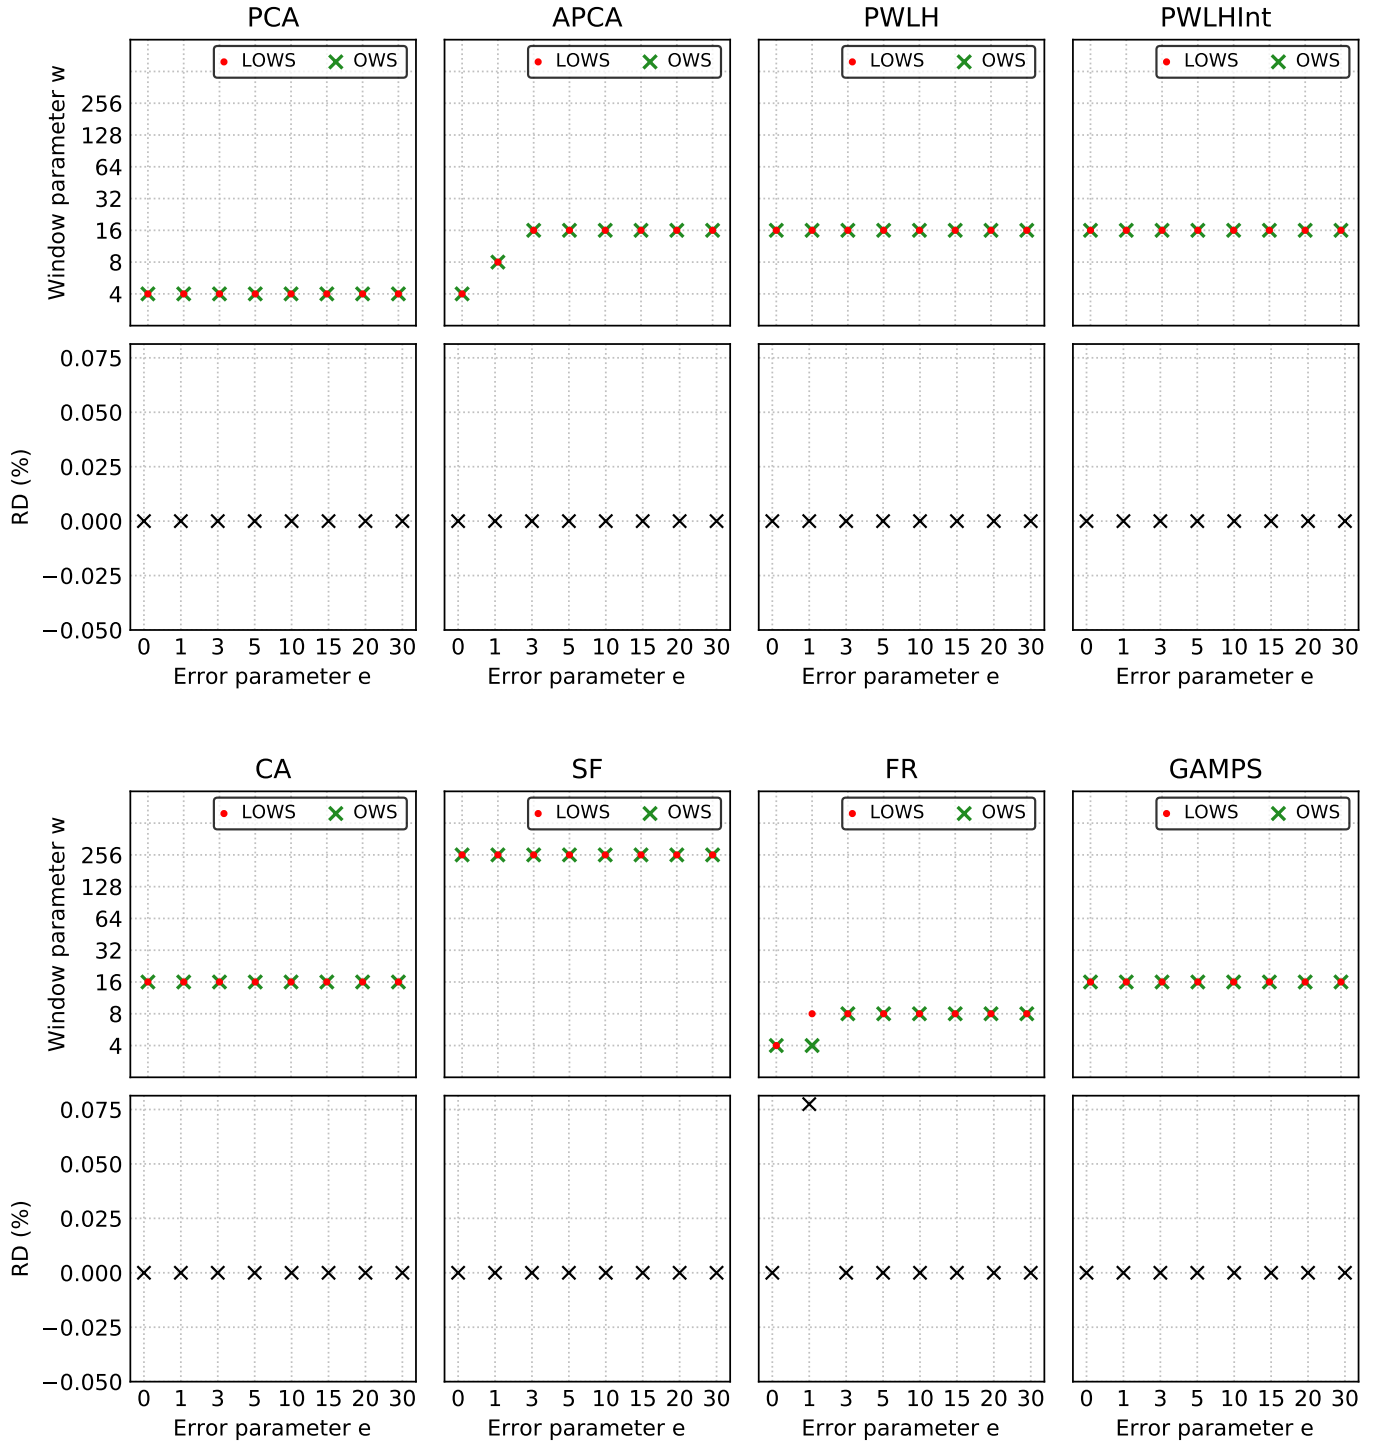 PCA APCA PWLH PWLHInt
LOWS OWS LOWS OWS LOWS OWS LOWS OWS
Window parameter w
256
128
64
32
16
8
4
RD (%)
0.075
0.050
0.025
0.000
−0.025
−0.050
0 1 3 5 10 15 20 30 0 1 3 5 10 15 20 30 0 1 3 5 10 15 20 30 0 1 3 5 10 15 20 30
Error parameter e Error parameter e Error parameter e Error parameter e
CA SF FR GAMPS
LOWS OWS LOWS OWS LOWS OWS LOWS OWS
Window parameter w
256
128
64
32
16
8
4
RD (%)
0.075
0.050
0.025
0.000
−0.025
−0.050
0 1 3 5 10 15 20 30 0 1 3 5 10 15 20 30 0 1 3 5 10 15 20 30 0 1 3 5 10 15 20 30
Error parameter e Error parameter e Error parameter e Error parameter e